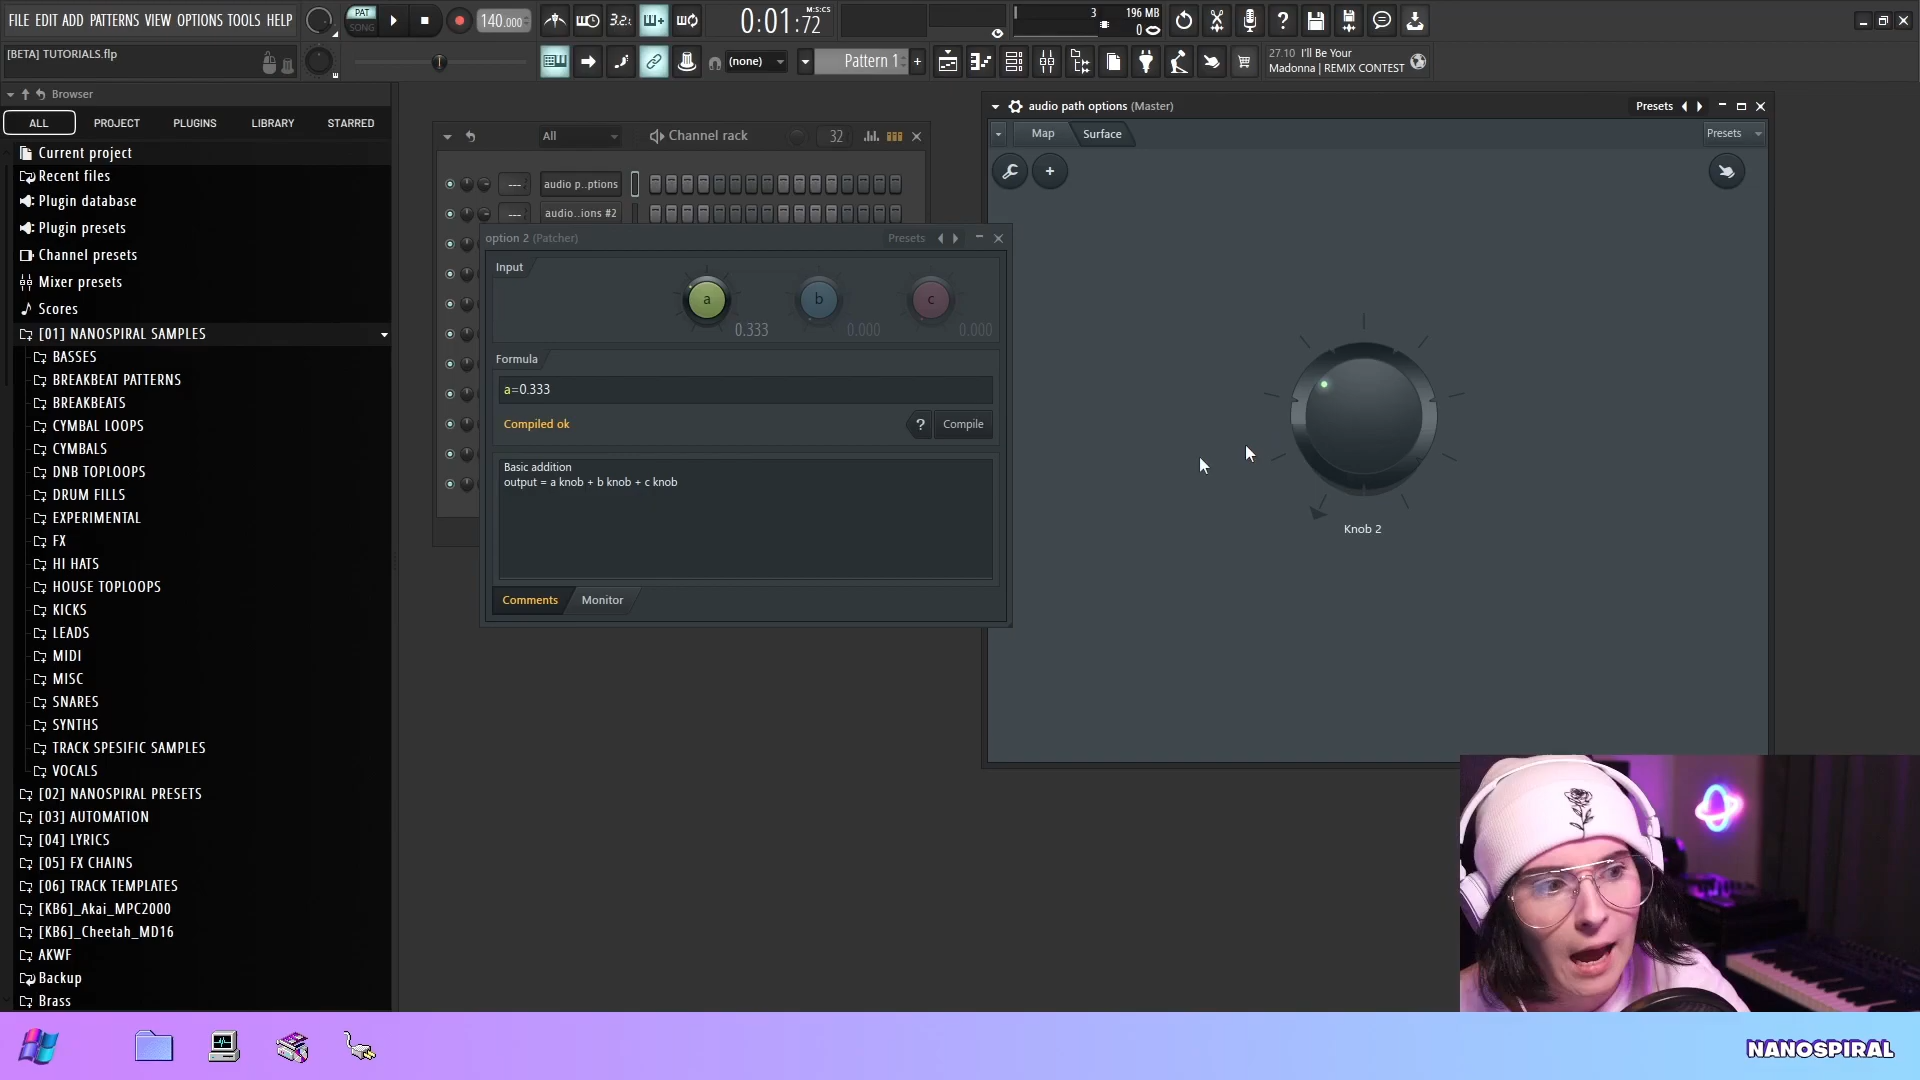 FILE EDIT ADD PATTERNS VIEW OPTIONS TOOLS HELP
PAT
SONG
140.000
3.2.
0:01:72
M:S:CS
3
196 MB
0
[BETA] TUTORIALS.flp
(none)
Pattern 1
27.10 I'll Be Your
Madonna | REMIX CONTEST
Browser
ALL
PROJECT
PLUGINS
LIBRARY
STARRED
Current project
Recent files
Plugin database
Plugin presets
Channel presets
Mixer presets
Scores
[01] NANOSPIRAL SAMPLES
BASSES
BREAKBEAT PATTERNS
BREAKBEATS
CYMBAL LOOPS
CYMBALS
DNB TOPLOOPS
DRUM FILLS
EXPERIMENTAL
FX
HI HATS
HOUSE TOPLOOPS
KICKS
LEADS
MIDI
MISC
SNARES
SYNTHS
TRACK SPESIFIC SAMPLES
VOCALS
[02] NANOSPIRAL PRESETS
[03] AUTOMATION
[04] LYRICS
[05] FX CHAINS
[06] TRACK TEMPLATES
[KB6]_Akai_MPC2000
[KB6]_Cheetah_MD16
AKWF
Backup
Brass
All
Channel rack
32
---
audio p..ptions
---
audio..ions #2
option 2 (Patcher)
Presets
Input
a
b
c
0.333
0.000
0.000
Formula
a=0.333
Compiled ok
?
Compile
Basic addition
output = a knob + b knob + c knob
Comments
Monitor
audio path options (Master)
Presets
Map
Surface
Presets
Knob 2
NANOSPIRAL